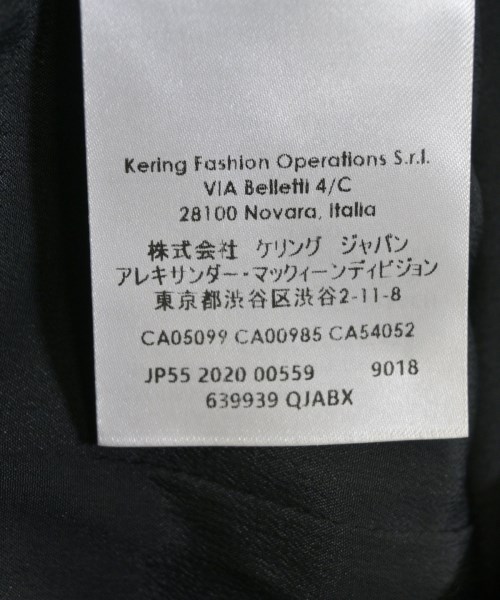 Kering Fashion Operations S.r.l.
VIA Belletti 4/C
28100 Novara, Italia
株式会社 ケリング ジャパン
アレキサンダー・マックィーンディビジョン
東京都渋谷区渋谷2-11-8
CA05099 CA00985 CA54052
JP55 2020 00559 9018
639939 QJABX